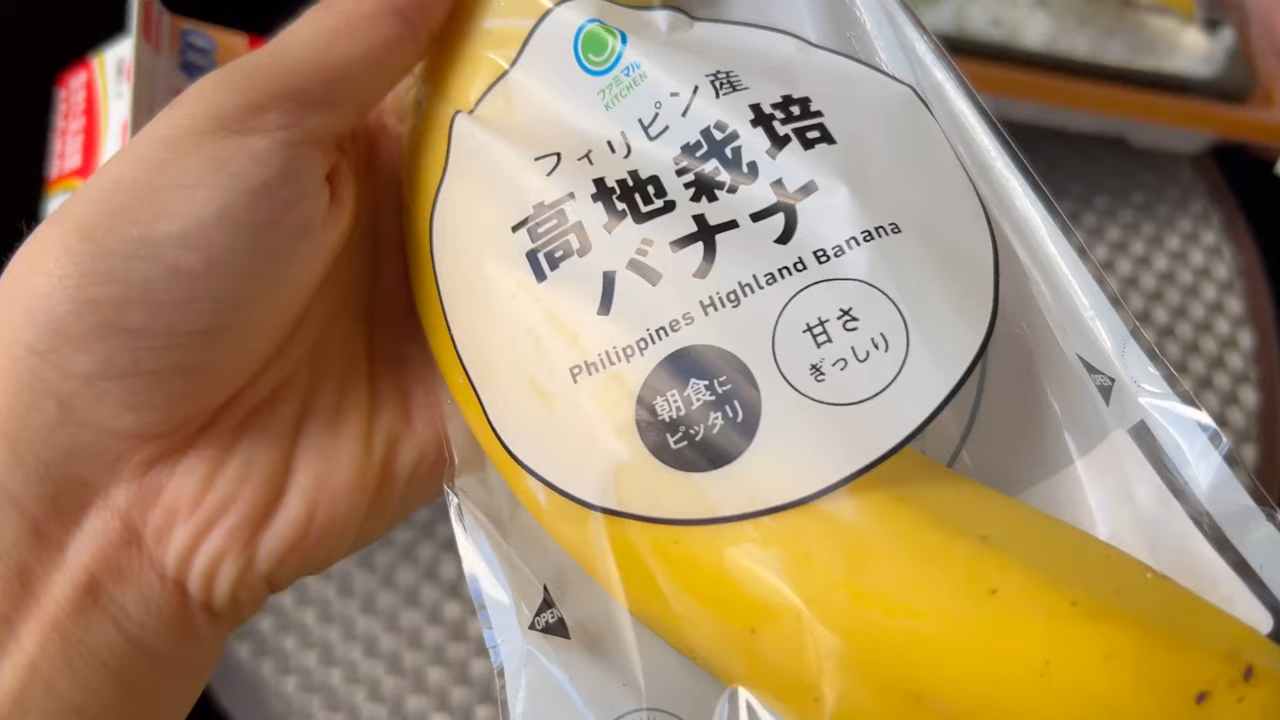 ファミマル
KITCHEN
フィリピン産
高地栽培
バナナ
Philippines Highland Banana
甘さ
ぎっしり
朝食に
ピッタリ
OPEN
OPEN